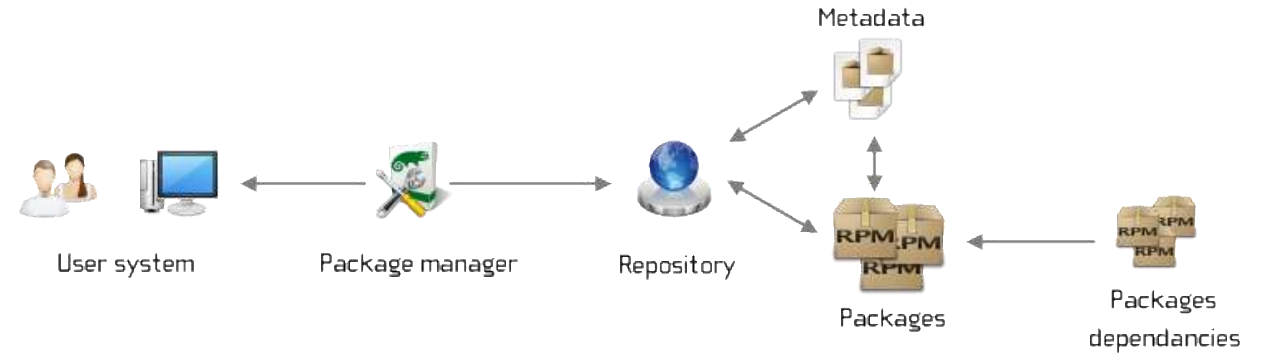 Metadata
RPM
RPM
RPM
RPM
RPM
RPM
User system
Package manager
Repository
Packages
Packages
dependancies